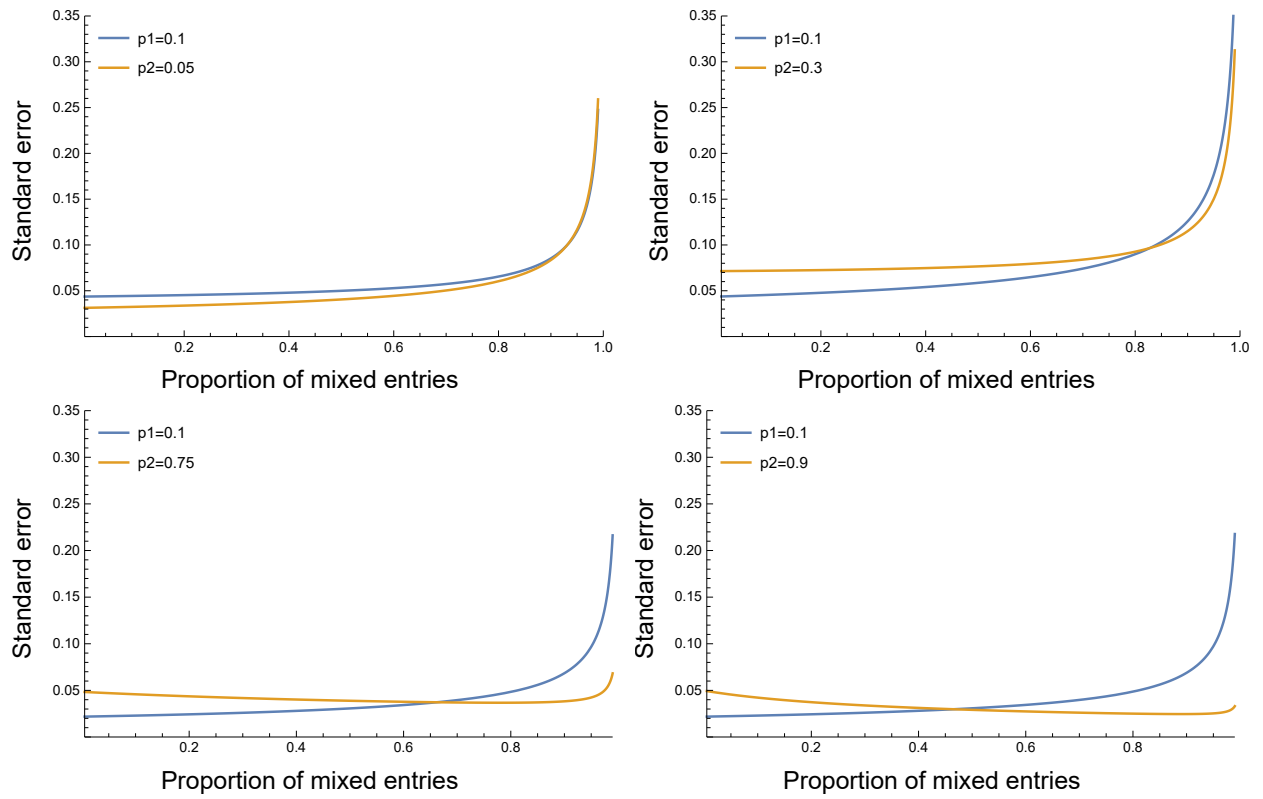 0.35
0.30
0.25
0.20
0.15
0.10
0.05
Standard error
p1=0.1
p2=0.05
0.2 0.4 0.6 0.8 1.0
Proportion of mixed entries
0.35
0.30
0.25
0.20
0.15
0.10
0.05
Standard error
p1=0.1
p2=0.3
0.2 0.4 0.6 0.8 1.0
Proportion of mixed entries
0.35
0.30
0.25
0.20
0.15
0.10
0.05
Standard error
p1=0.1
p2=0.75
0.2 0.4 0.6 0.8
Proportion of mixed entries
0.35
0.30
0.25
0.20
0.15
0.10
0.05
Standard error
p1=0.1
p2=0.9
0.2 0.4 0.6 0.8
Proportion of mixed entries